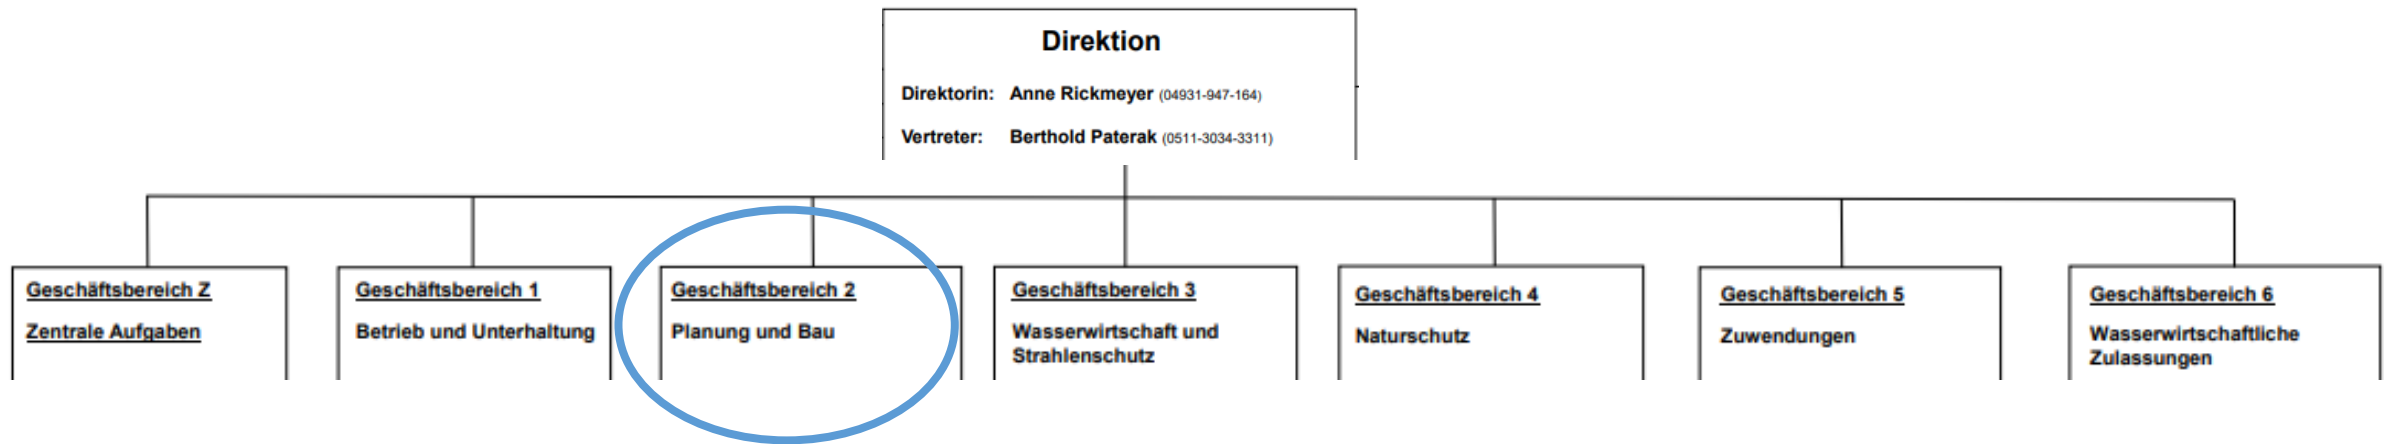 Direktion
Direktorin: Anne Rickmeyer (04931-947-164)
Vertreter: Berthold Paterak (0511-3034-3311)
Geschäftsbereich Z
Zentrale Aufgaben
Geschäftsbereich 1
Betrieb und Unterhaltung
Geschäftsbereich 2
Planung und Bau
Geschäftsbereich 3
Wasserwirtschaft und
Strahlenschutz
Geschäftsbereich 4
Naturschutz
Geschäftsbereich 5
Zuwendungen
Geschäftsbereich 6
Wasserwirtschaftliche
Zulassungen